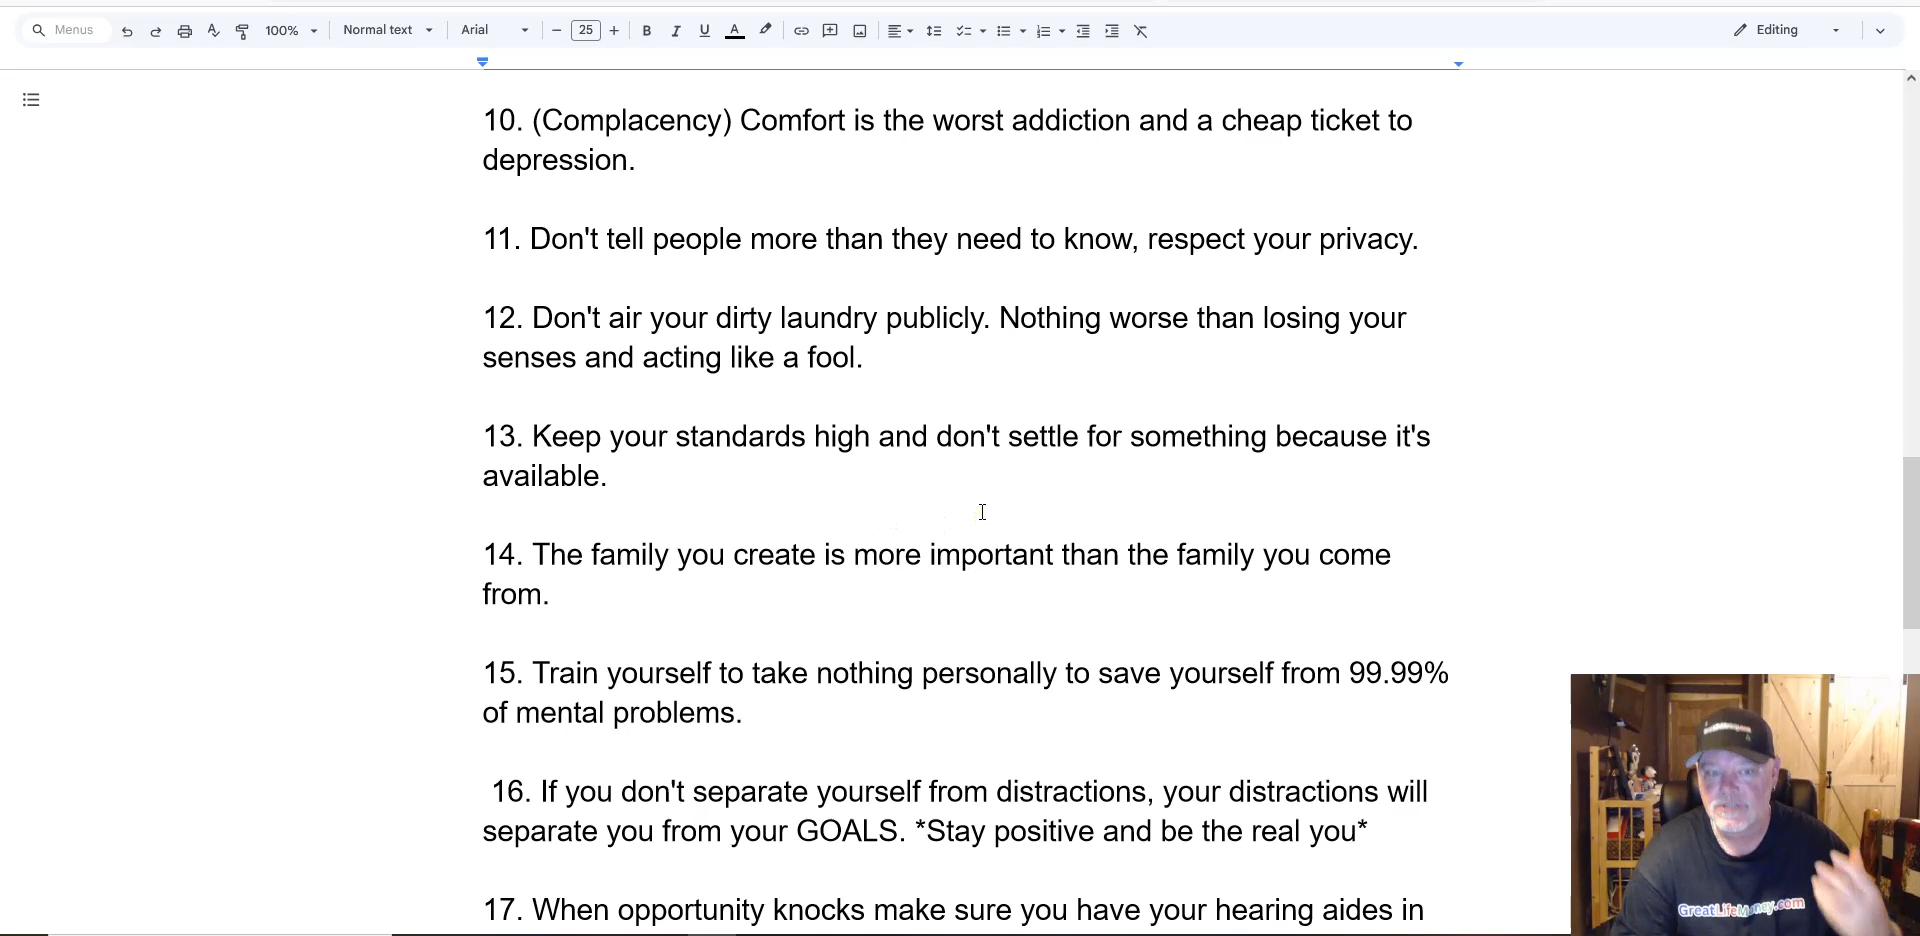 Menus
100%
Normal text
Arial
25
B
I
U
A
Editing
10. (Complacency) Comfort is the worst addiction and a cheap ticket to
depression.
11. Don't tell people more than they need to know, respect your privacy.
12. Don't air your dirty laundry publicly. Nothing worse than losing your
senses and acting like a fool.
13. Keep your standards high and don't settle for something because it's
available.
14. The family you create is more important than the family you come
from.
15. Train yourself to take nothing personally to save yourself from 99.99%
of mental problems.
16. If you don't separate yourself from distractions, your distractions will
separate you from your GOALS. *Stay positive and be the real you*
17. When opportunity knocks make sure you have your hearing aides in
GreatLifeMoney.com